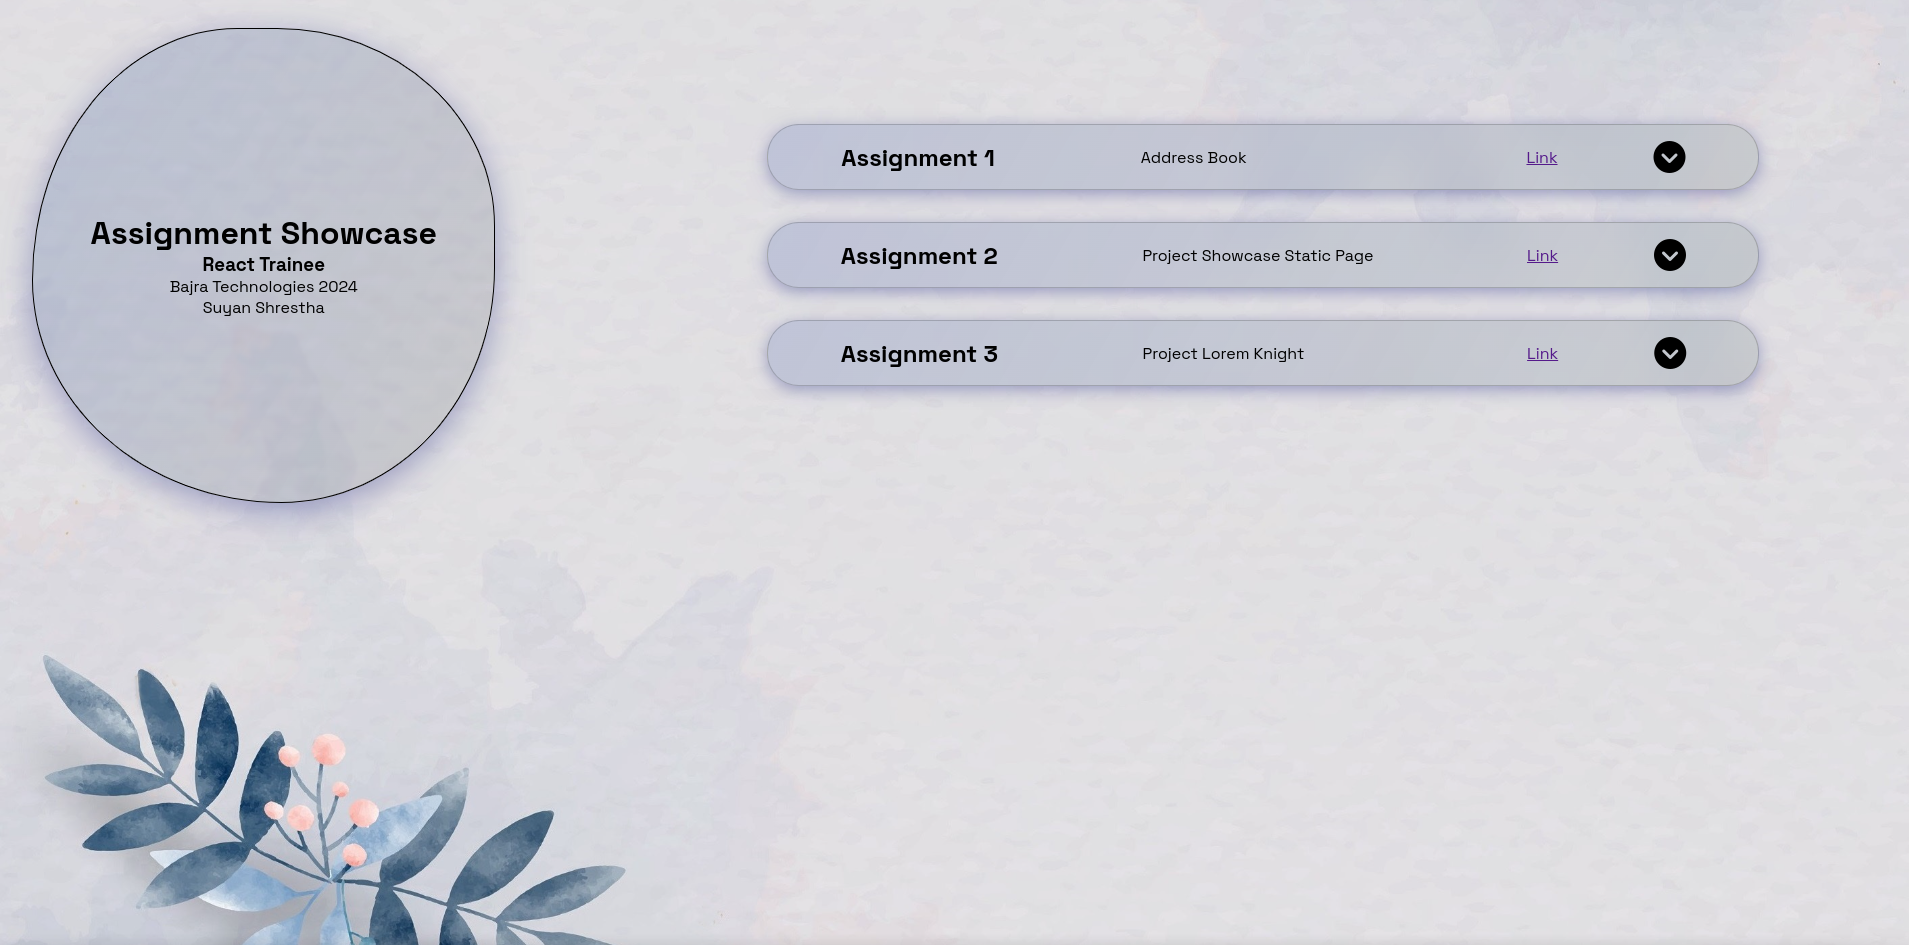 Assignment Showcase
React Trainee
Bajra Technologies 2024
Suyan Shrestha
Assignment 1 Address Book Link
Assignment 2 Project Showcase Static Page Link
Assignment 3 Project Lorem Knight Link